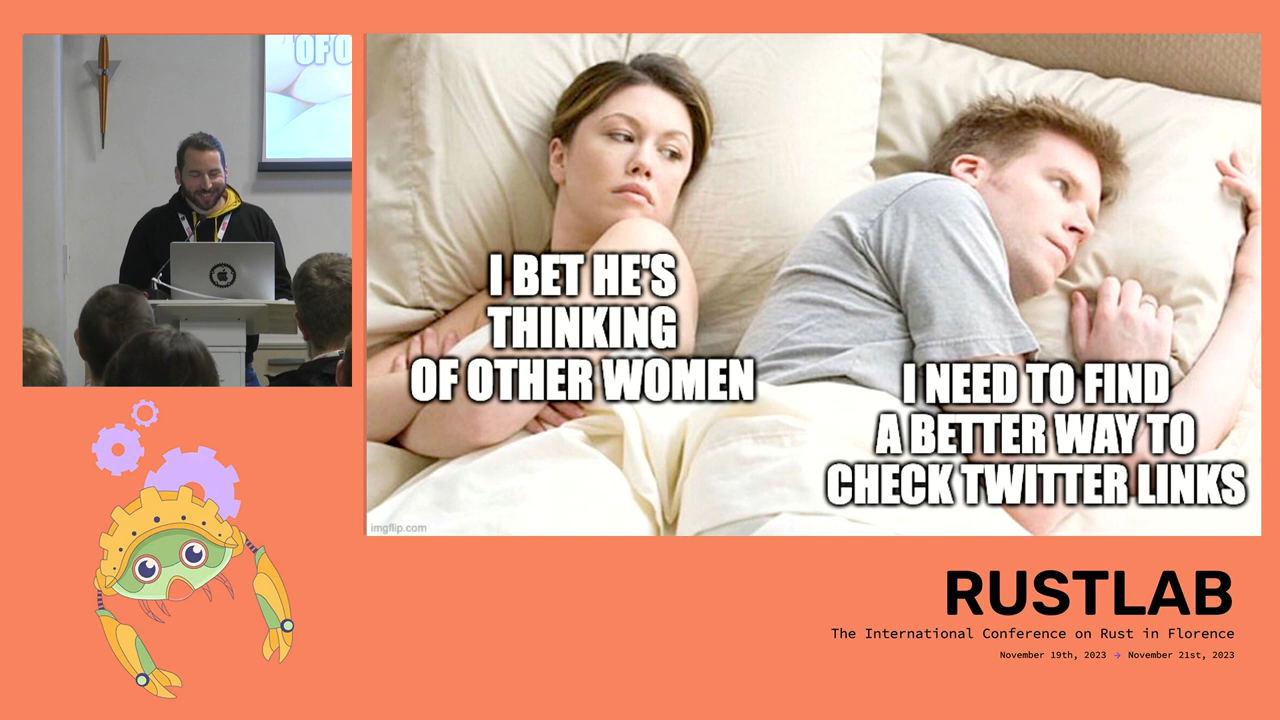 OF O
I BET HE'S
THINKING
OF OTHER WOMEN
I NEED TO FIND
A BETTER WAY TO
CHECK TWITTER LINKS
imgflip.com
RUSTLAB
The International Conference on Rust in Florence
November 19th, 2023 → November 21st, 2023